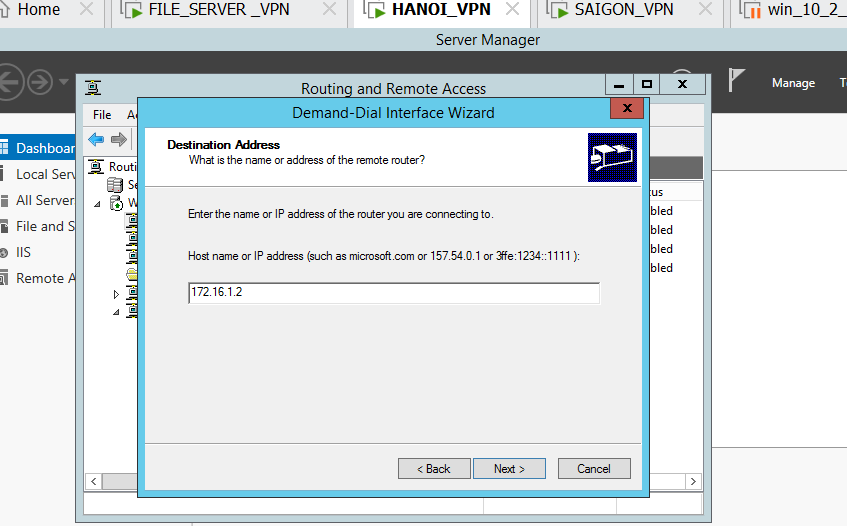 Home
FILE_SERVER _VPN
HANOI_VPN
SAIGON_VPN
win_10_2_
Server Manager
Manage
Routing and Remote Access
File
Demand-Dial Interface Wizard
Dashboar
Local Serv
All Server
File and S
IIS
Remote A
Routi
Destination Address
What is the name or address of the remote router?
Enter the name or IP address of the router you are connecting to.
Host name or IP address (such as microsoft.com or 157.54.0.1 or 3ffe:1234::1111 ):
172.16.1.2
tus
bled
bled
bled
bled
< Back
Next >
Cancel